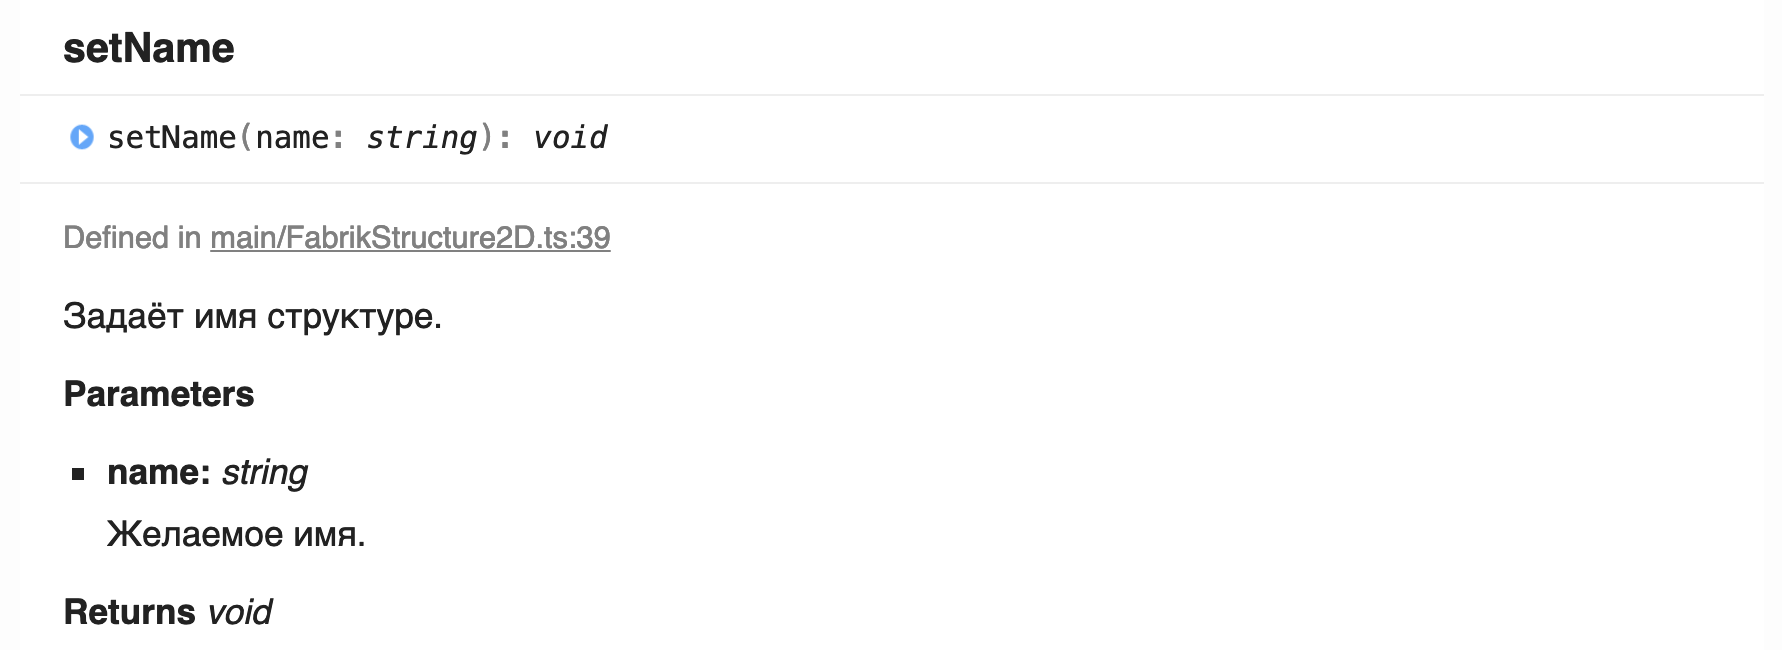 setName
setName(name: string): void
Defined in main/FabrikStructure2D.ts:39
Задаёт имя структуре.
Parameters
name: string
Желаемое имя.
Returns void